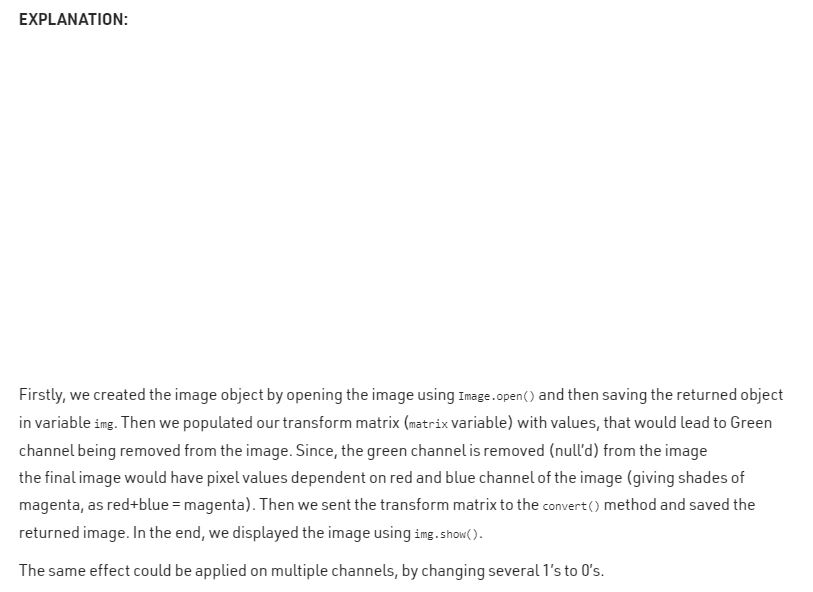 EXPLANATION:
Firstly, we created the image object by opening the image using Image.open() and then saving the returned object
in variable img. Then we populated our transform matrix (matrix variable) with values, that would lead to Green
channel being removed from the image. Since, the green channel is removed (null'd) from the image
the final image would have pixel values dependent on red and blue channel of the image (giving shades of
magenta, as red+blue = magenta). Then we sent the transform matrix to the convert() method and saved the
returned image. In the end, we displayed the image using img.show().
The same effect could be applied on multiple channels, by changing several 1's to 0's.